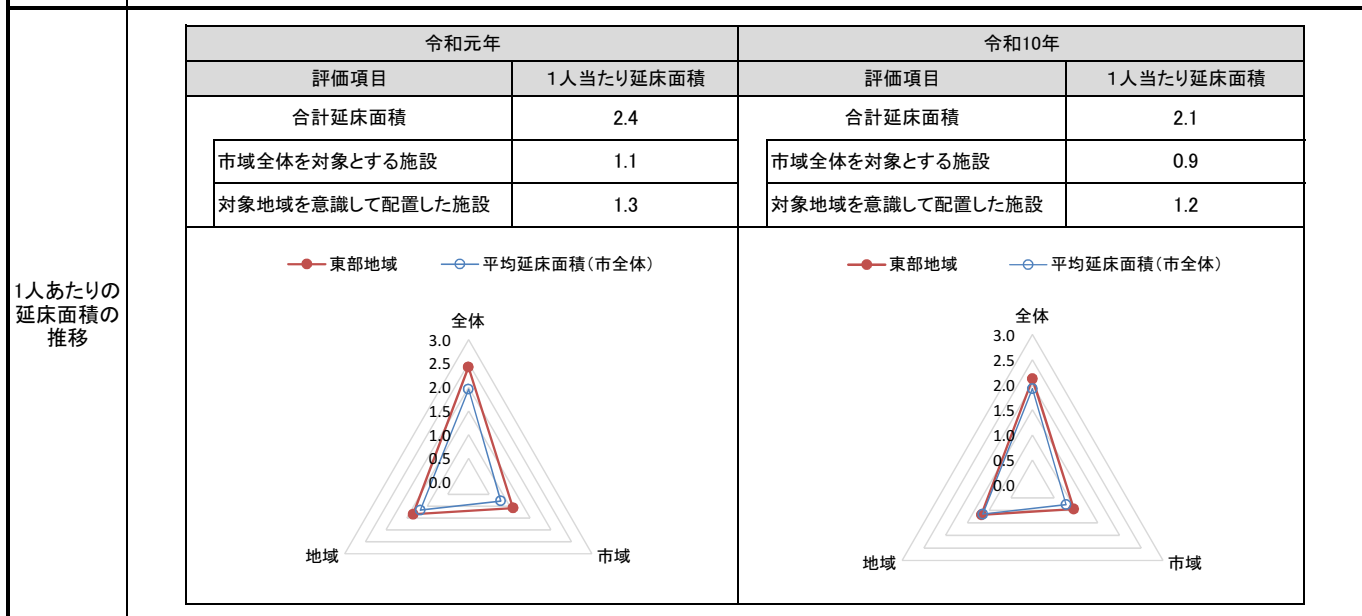 1人あたりの
延床面積の
推移
令和元年 令和10年
評価項目 1人当たり延床面積 評価項目 1人当たり延床面積
合計延床面積 2.4 合計延床面積 2.1
市域全体を対象とする施設 1.1 市域全体を対象とする施設 0.9
対象地域を意識して配置した施設 1.3 対象地域を意識して配置した施設 1.2
東部地域 平均延床面積(市全体)
全体
3.0
2.5
2.0
1.5
1.0
0.5
0.0
地域 市域
東部地域 平均延床面積(市全体)
全体
3.0
2.5
2.0
1.5
1.0
0.5
0.0
地域 市域